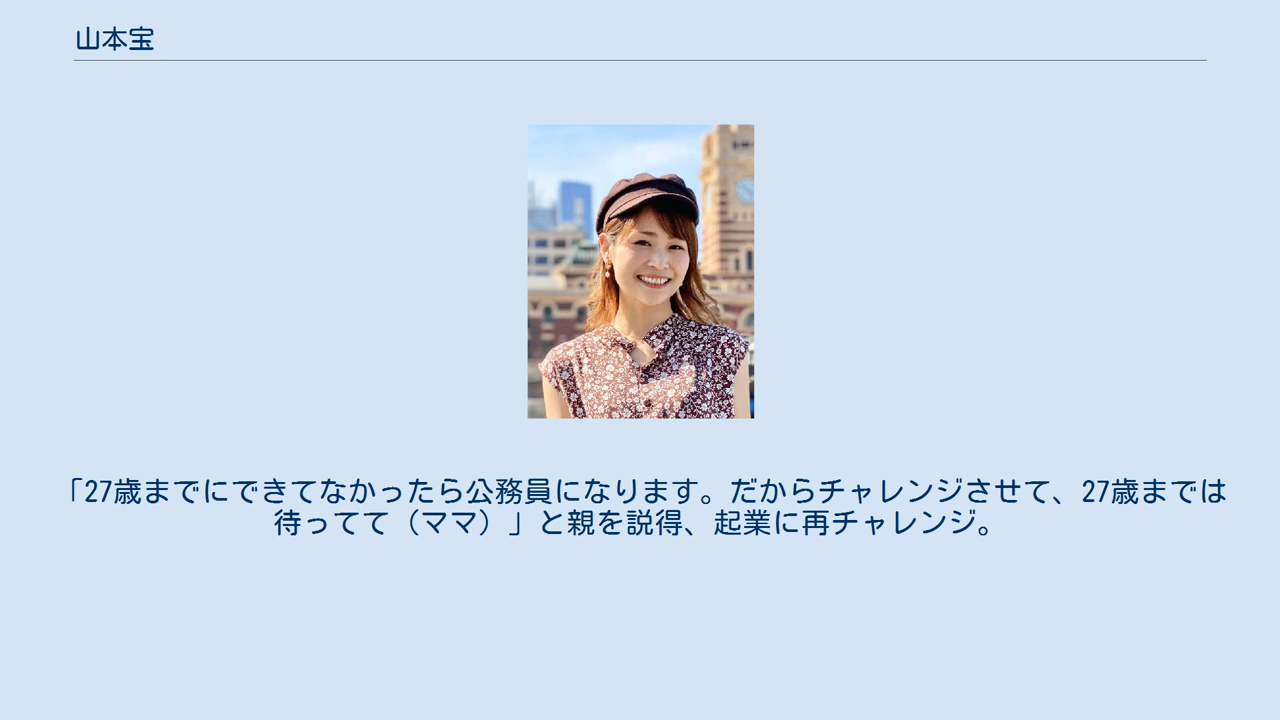 山本宝
「27歳までにできてなかったら公務員になります。だからチャレンジさせて、27歳までは
待ってて（ママ）」と親を説得、起業に再チャレンジ。